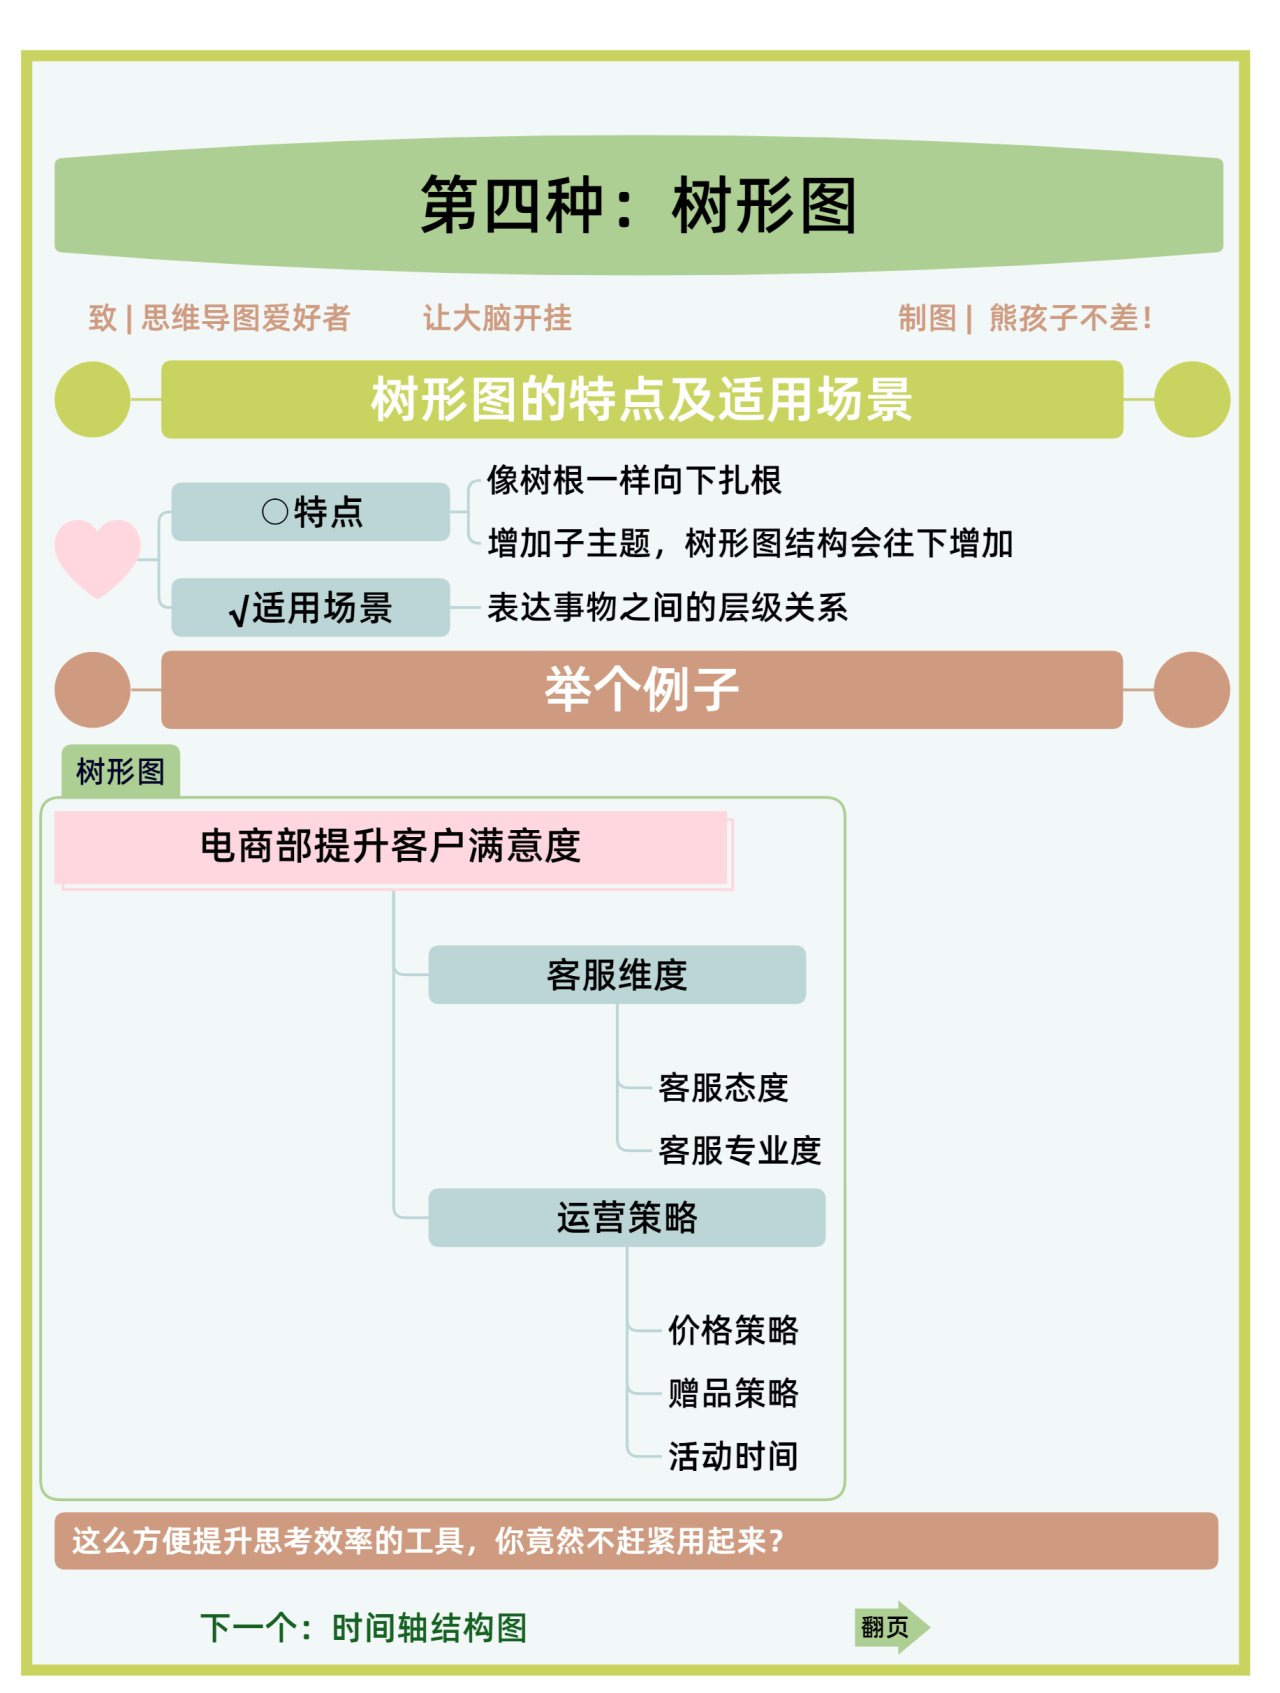 第四种：树形图
致 | 思维导图爱好者 让大脑开挂 制图 | 熊孩子不差！
树形图的特点及适用场景
○特点
像树根一样向下扎根
增加子主题，树形图结构会往下增加
√适用场景
表达事物之间的层级关系
举个例子
树形图
电商部提升客户满意度
客服维度
客服态度
客服专业度
运营策略
价格策略
赠品策略
活动时间
这么方便提升思考效率的工具，你竟然不赶紧用起来？
下一个：时间轴结构图
翻页